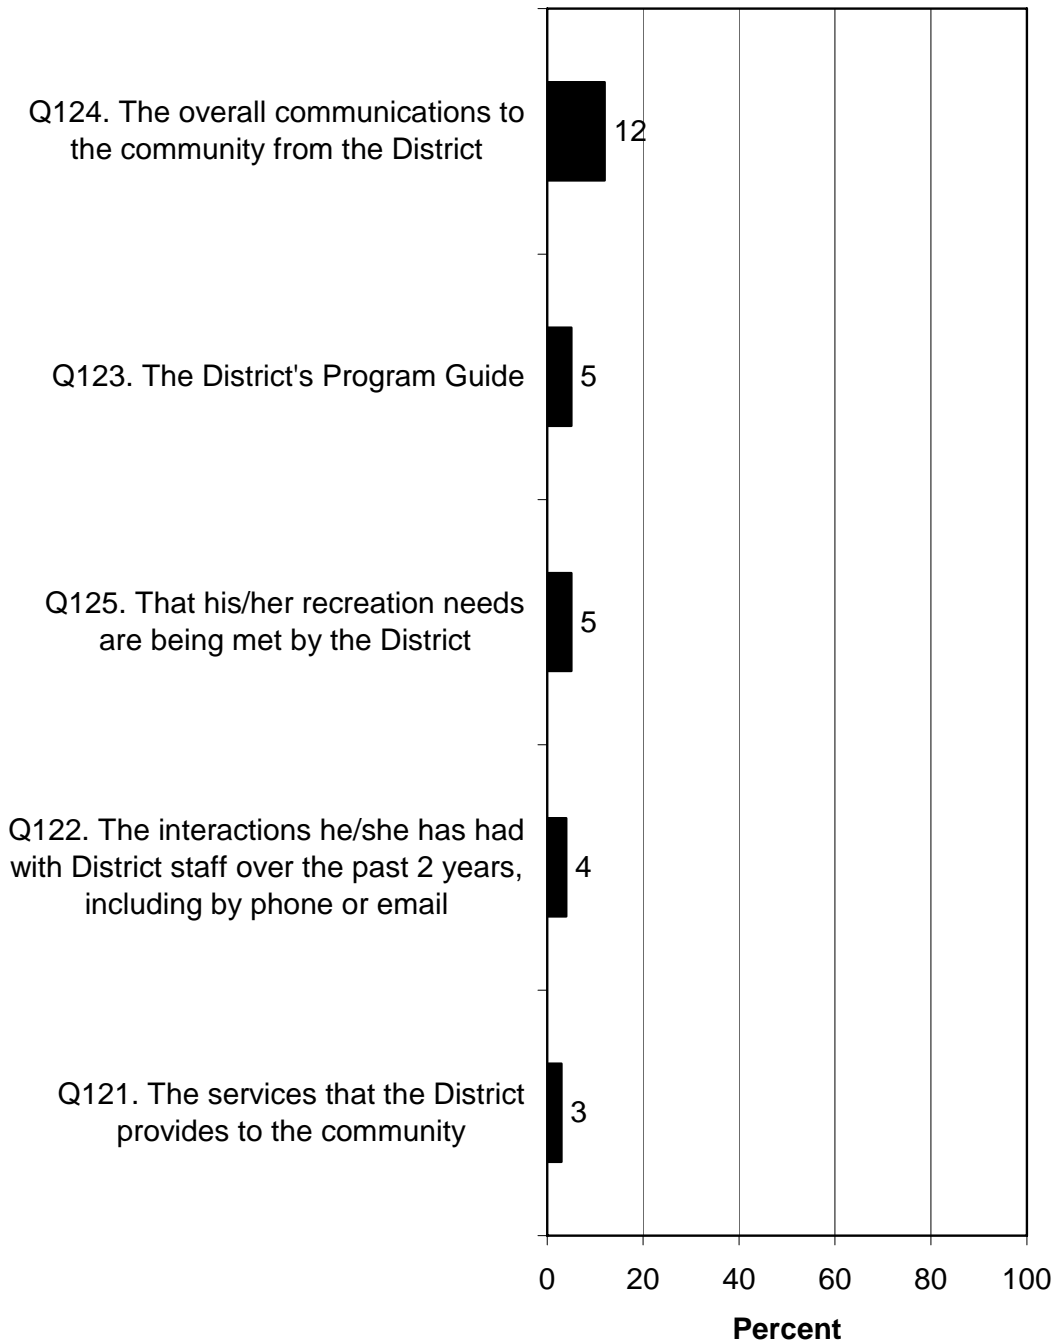 Q124. The overall communications to
the community from the District
12
Q123. The District's Program Guide
5
Q125. That his/her recreation needs
are being met by the District
5
Q122. The interactions he/she has had
with District staff over the past 2 years,
including by phone or email
4
Q121. The services that the District
provides to the community
3
0 20 40 60 80 100
Percent